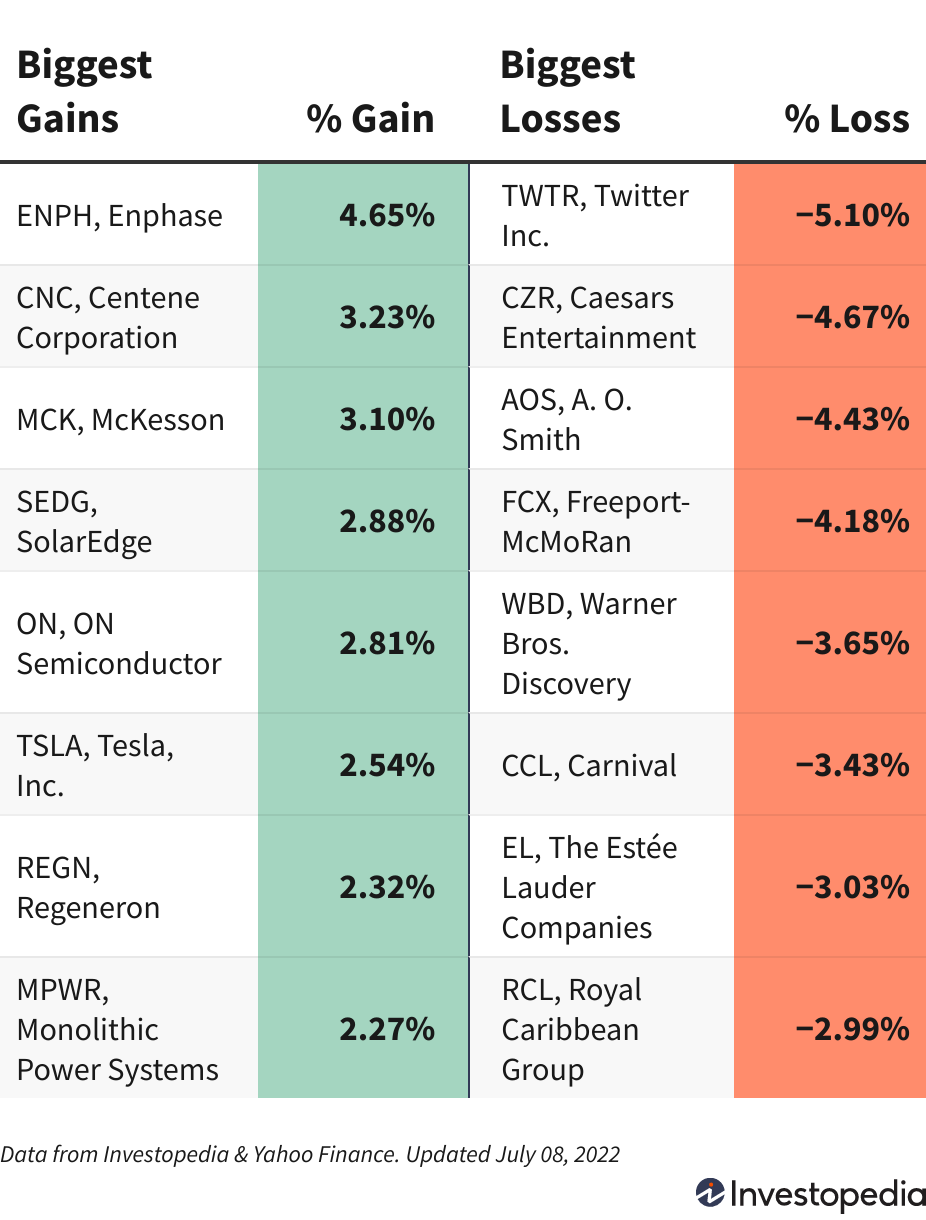 Biggest
Gains
% Gain
Biggest
Losses
% Loss
ENPH, Enphase
4.65%
TWTR, Twitter
Inc.
−5.10%
CNC, Centene
Corporation
3.23%
CZR, Caesars
Entertainment
−4.67%
MCK, McKesson
3.10%
AOS, A. O.
Smith
−4.43%
SEDG,
SolarEdge
2.88%
FCX, Freeport-
McMoRan
−4.18%
ON, ON
Semiconductor
2.81%
WBD, Warner
Bros.
Discovery
−3.65%
TSLA, Tesla,
Inc.
2.54%
CCL, Carnival
−3.43%
REGN,
Regeneron
2.32%
EL, The Estée
Lauder
Companies
−3.03%
MPWR,
Monolithic
Power Systems
2.27%
RCL, Royal
Caribbean
Group
−2.99%
Data from Investopedia & Yahoo Finance. Updated July 08, 2022
Investopedia